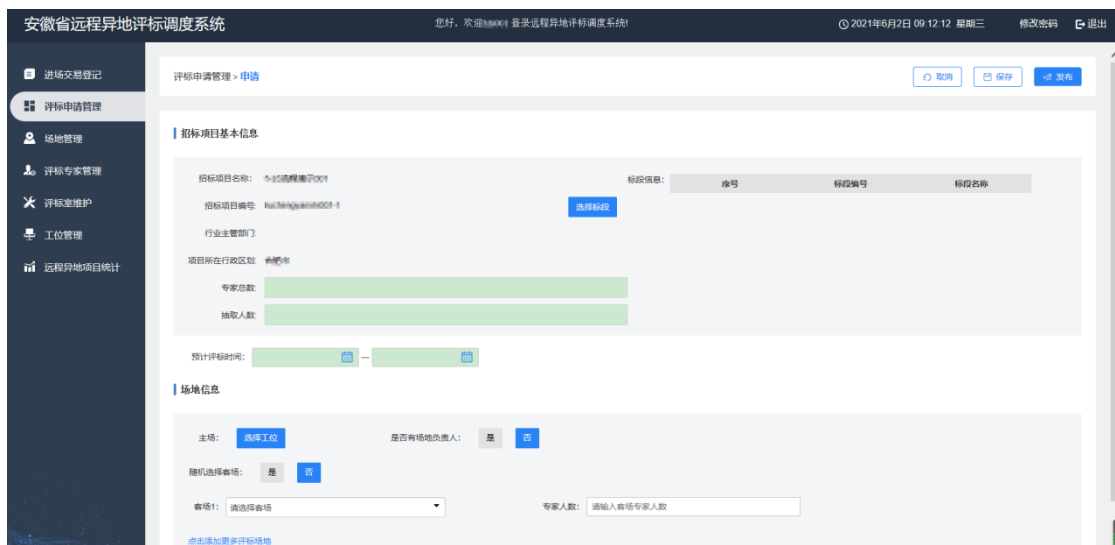 安徽省远程异地评标调度系统
您好，欢迎 登录远程异地评标调度系统!
2021年6月2日 09:12:12 星期三
修改密码
退出
进场交易登记
评标申请管理
场地管理
评标专家管理
评标室维护
工位管理
远程异地项目统计
评标申请管理 > 申请
取消
保存
发布
招标项目基本信息
招标项目名称:
标段信息:
序号 标段编号 标段名称
招标项目编号:
选择标段
行业主管部门:
项目所在行政区划:
专家总数:
抽取人数:
预计评标时间: —
场地信息
主场: 选择工位 是否有场地负责人: 是 否
随机选择客场: 是 否
客场1: 请选择客场 专家人数: 请输入客场专家人数
点击添加更多评标场地